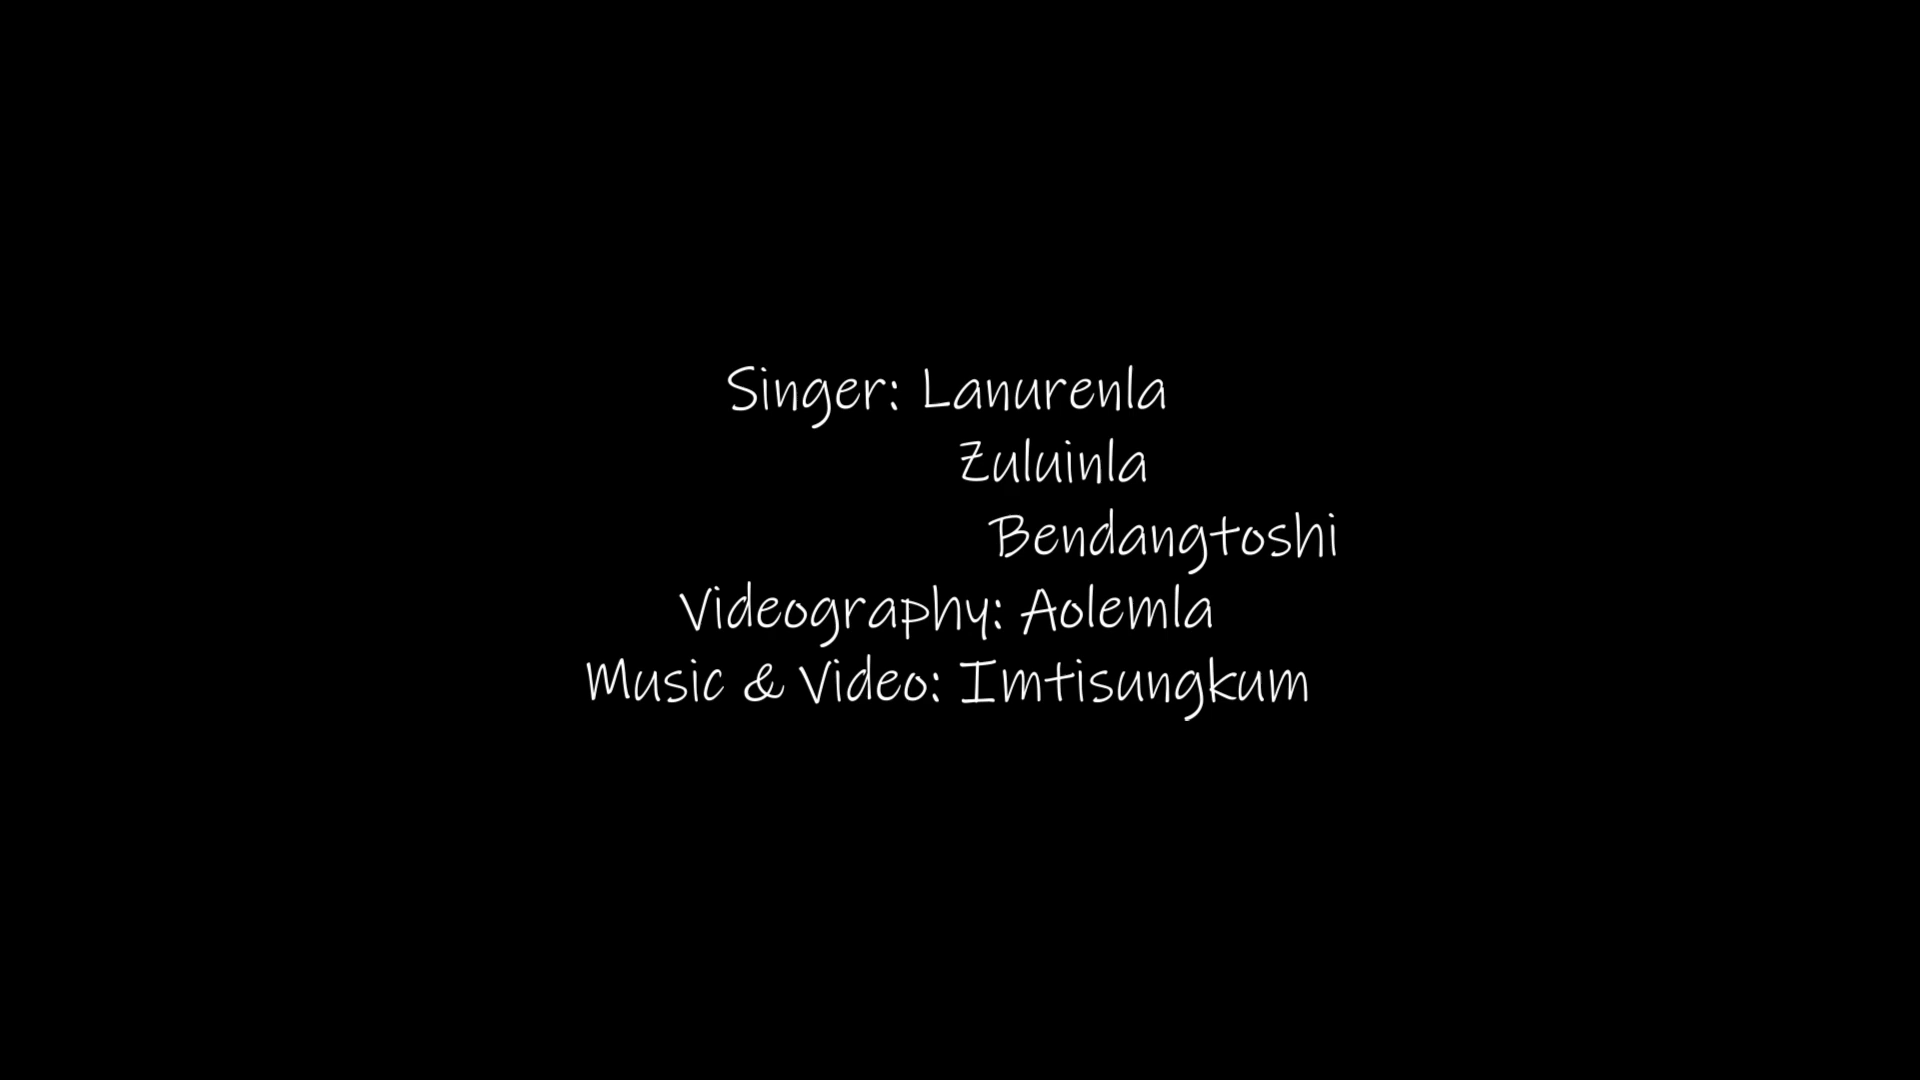 Singer: Lanurenla
Zuluinla
Bendangtoshi
Videography: Aolemla
Music & Video: Imtisungkum